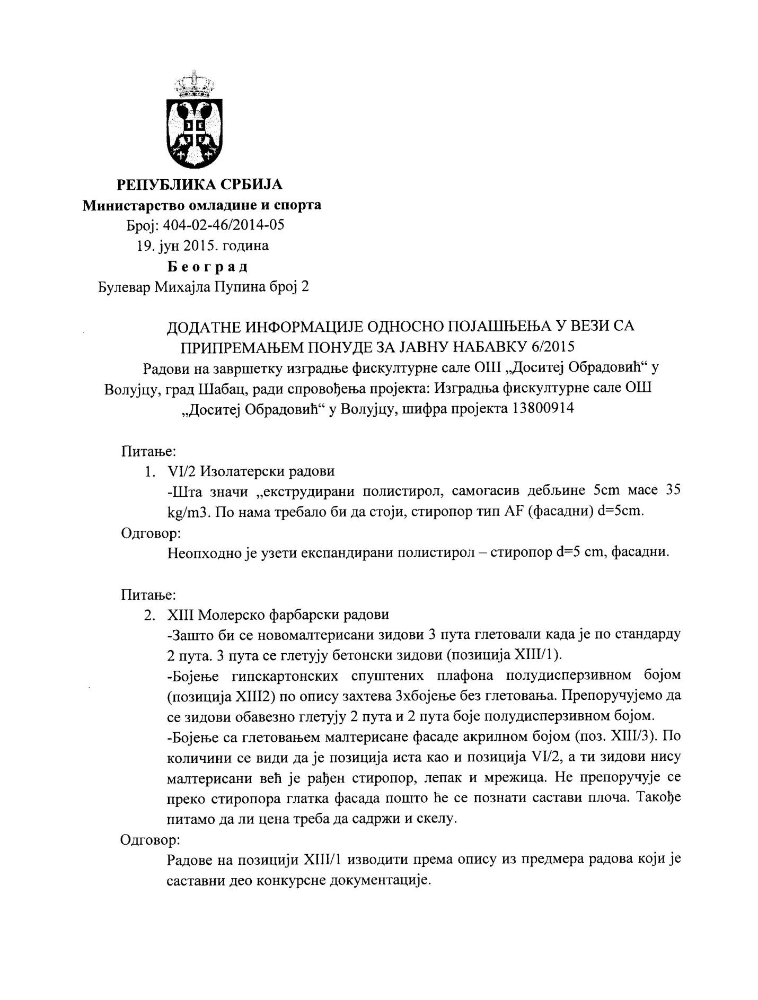 РЕПУБЛИКА СРБИЈА
Министарство омладине и спорта
Број: 404-02-46/2014-05
19. јун 2015. година
Б е о г р а д
Булевар Михајла Пупина број 2
ДОДАТНЕ ИНФОРМАЦИЈЕ ОДНОСНО ПОЈАШЊЕЊА У ВЕЗИ СА
ПРИПРЕМАЊЕМ ПОНУДЕ ЗА ЈАВНУ НАБАВКУ 6/2015
Радови на завршетку изградње фискултурне сале ОШ „Доситеј Обрадовић“ у
Волујцу, град Шабац, ради спровођења пројекта: Изградња фискултурне сале ОШ
„Доситеј Обрадовић“ у Волујцу, шифра пројекта 13800914
Питање:
1. VI/2 Изолатерски радови
-Шта значи „екструдирани полистирол, самогасив дебљине 5cm масе 35
kg/m3. По нама требало би да стоји, стиропор тип AF (фасадни) d=5cm.
Одговор:
Неопходно је узети експандирани полистирол – стиропор d=5 cm, фасадни.
Питање:
2. XIII Молерско фарбарски радови
-Зашто би се новомалтерисани зидови 3 пута глетовали када је по стандарду
2 пута. 3 пута се глетују бетонски зидови (позиција XIII/1).
-Бојење гипскартонских спуштених плафона полудисперзивном бојом
(позиција XIII2) по опису захтева 3хбојење без глетовања. Препоручујемо да
се зидови обавезно глетују 2 пута и 2 пута боје полудисперзивном бојом.
-Бојење са глетовањем малтерисане фасаде акрилном бојом (поз. XIII/3). По
количини се види да је позиција иста као и позиција VI/2, а ти зидови нису
малтерисани већ је рађен стиропор, лепак и мрежица. Не препоручује се
преко стиропора глатка фасада пошто ће се познати састави плоча. Такође
питамо да ли цена треба да садржи и скелу.
Одговор:
Радове на позицији XIII/1 изводити према опису из предмера радова који је
саставни део конкурсне документације.